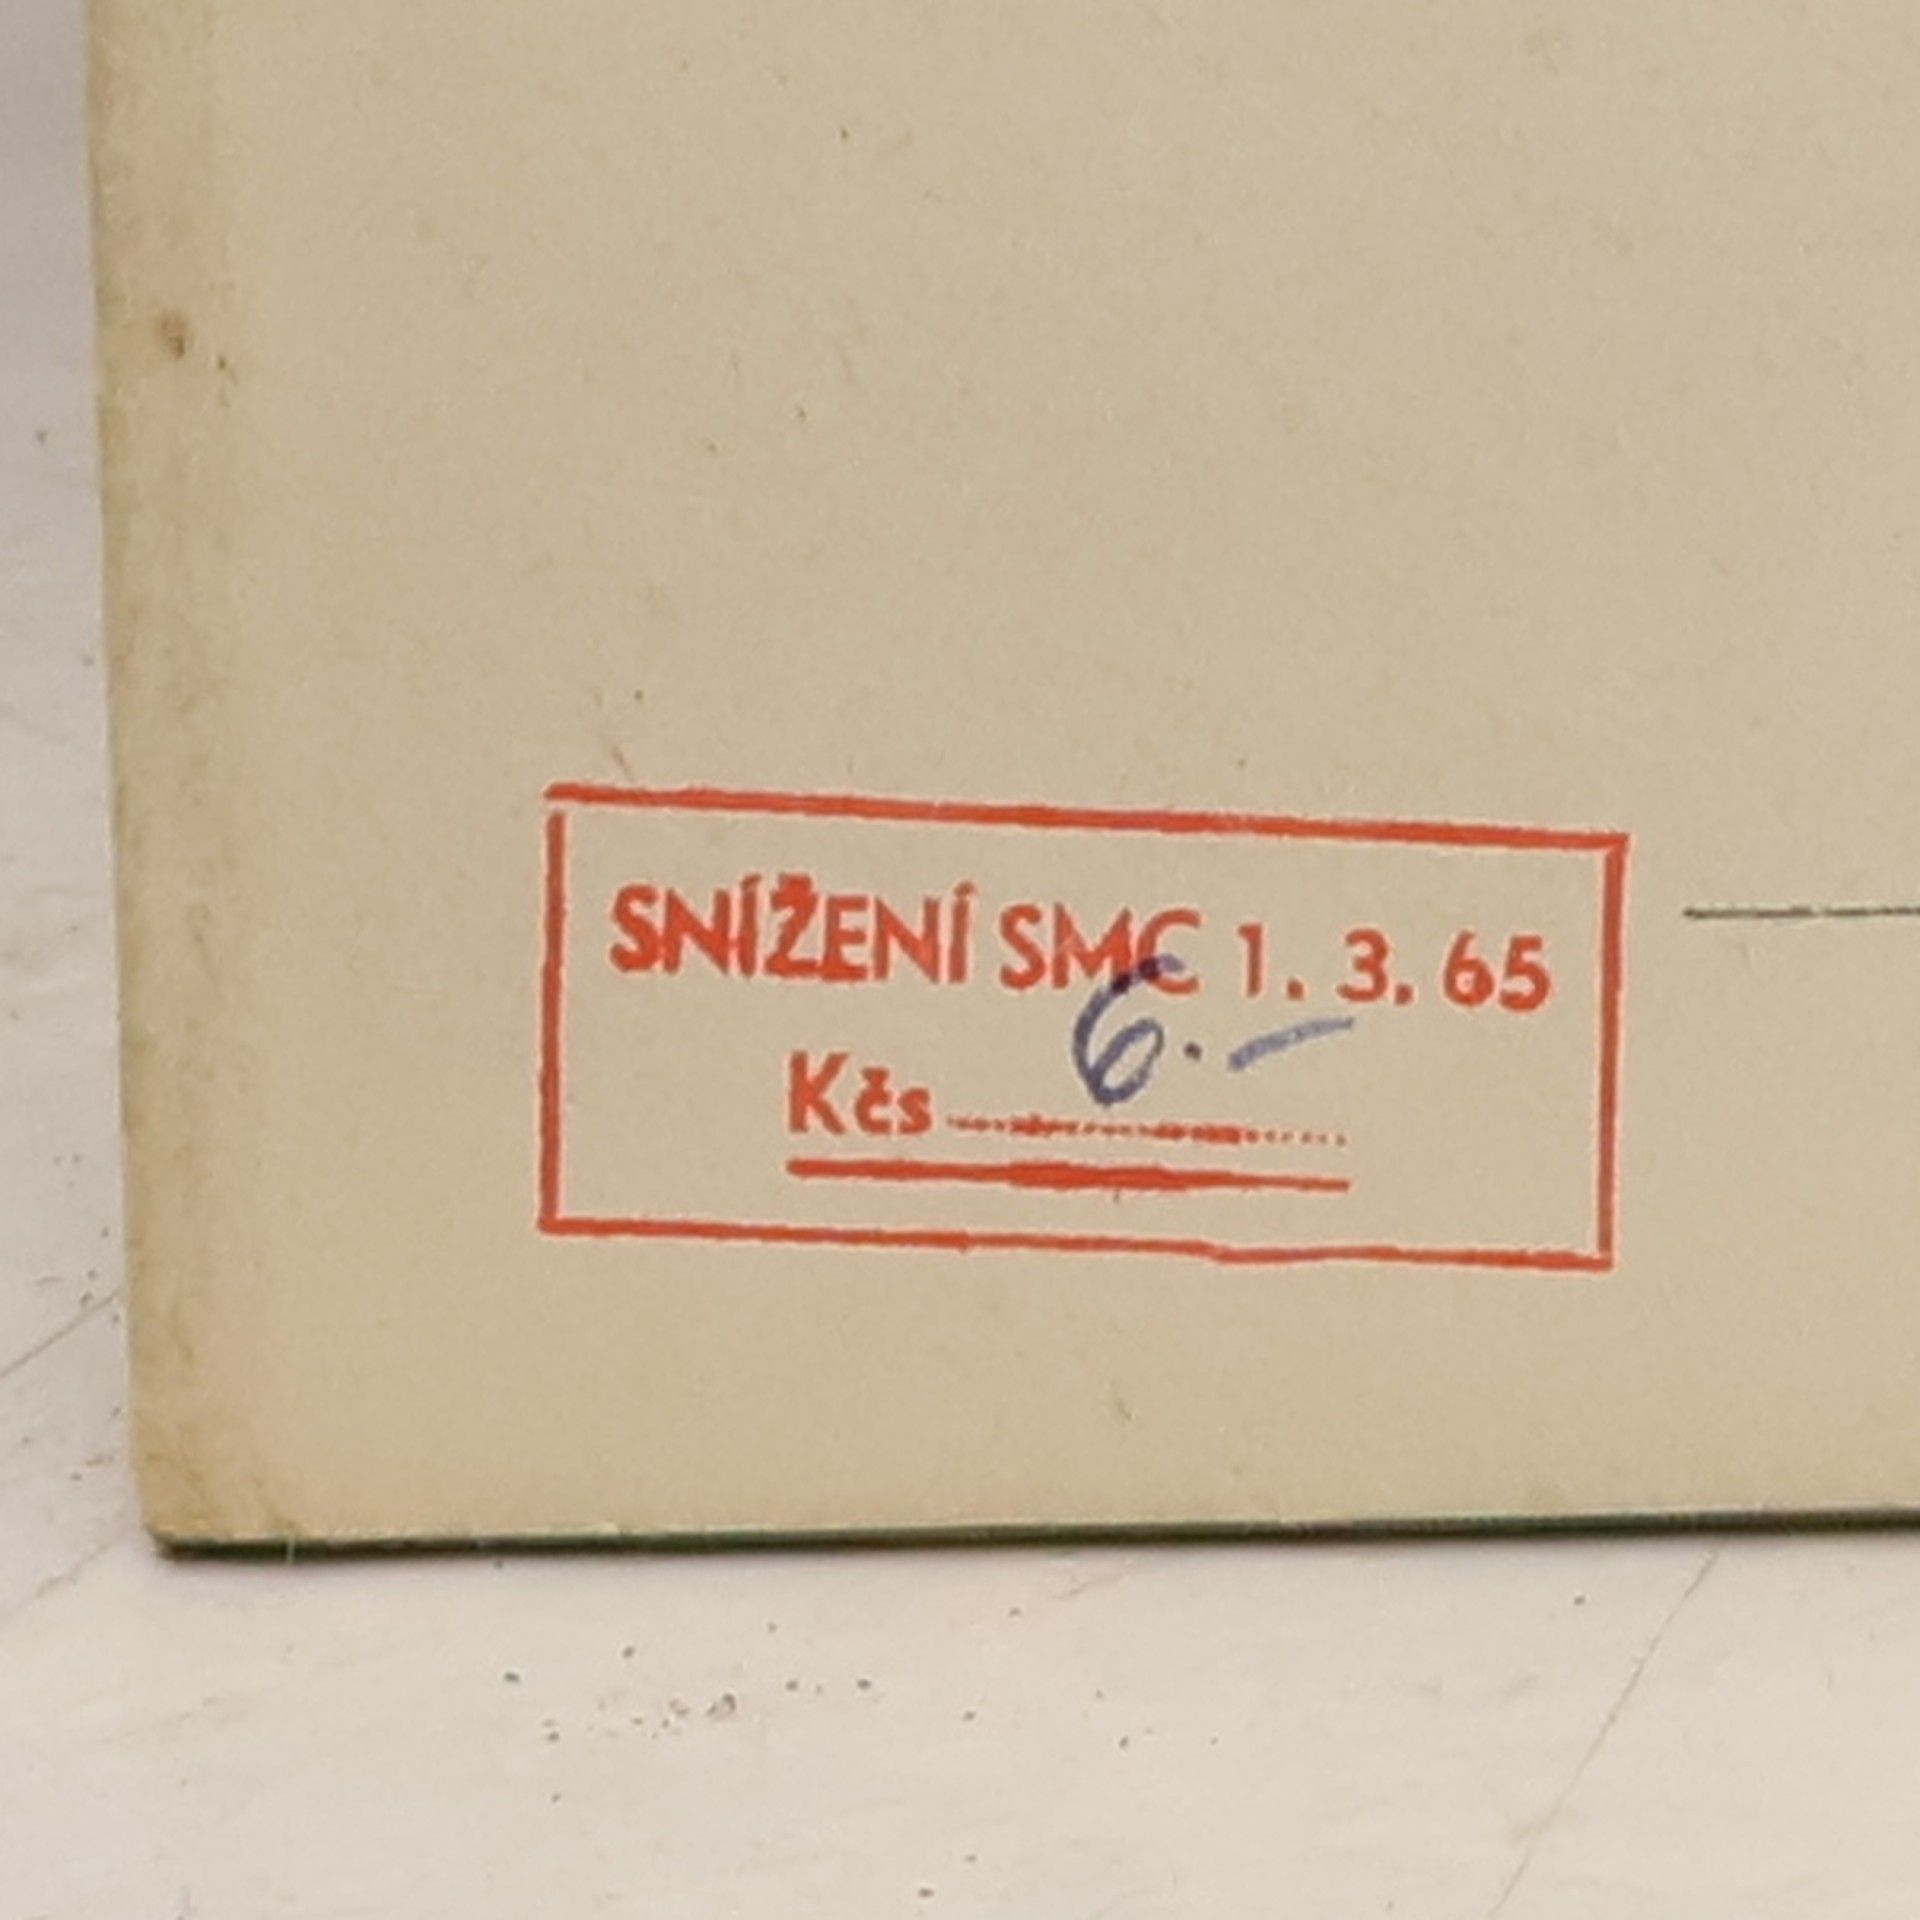 SNÍŽENÍ SMC 1. 3. 65
Kčs 6.—